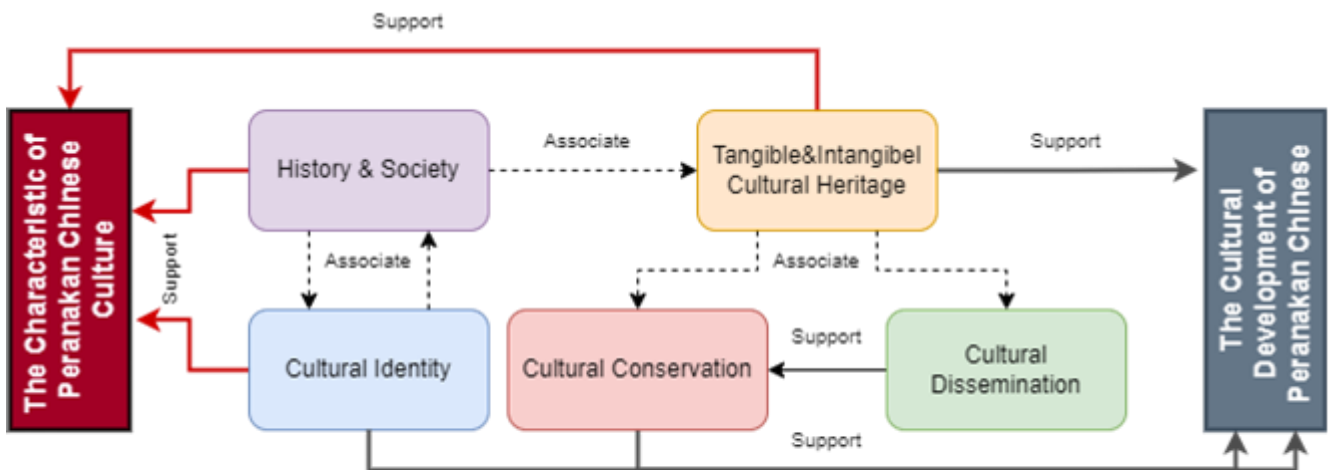 Support
The Characteristic of
Peranakan Chinese
Culture
History & Society
Associate
Tangible&Intangibel
Cultural Heritage
Support
The Cultural
Development of
Peranakan Chinese
Support
Associate
Associate
Cultural Identity
Cultural Conservation
Support
Cultural
Dissemination
Support